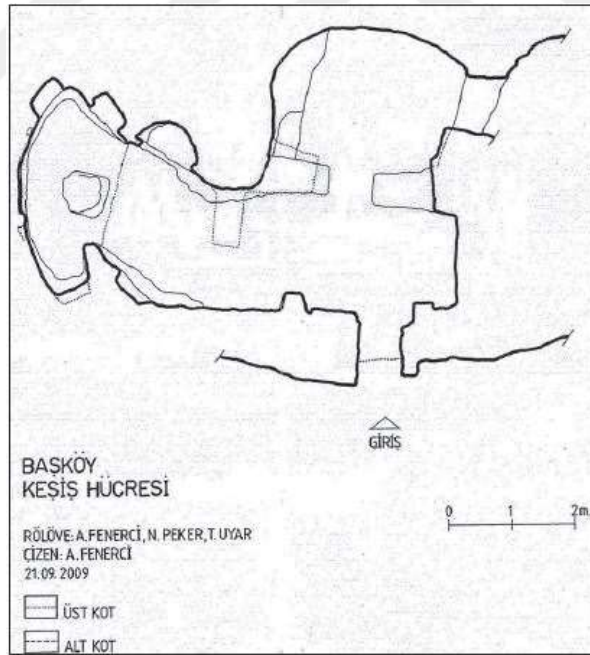 GİRİŞ
BAŞKÖY
KEŞİŞ HÜCRESİ
0 1 2m.
RÖLÖVE: A.FENERCİ, N. PEKER, T. UYAR
ÇİZEN: A.FENERCİ
21.09.2009
ÜST KOT
ALT KOT